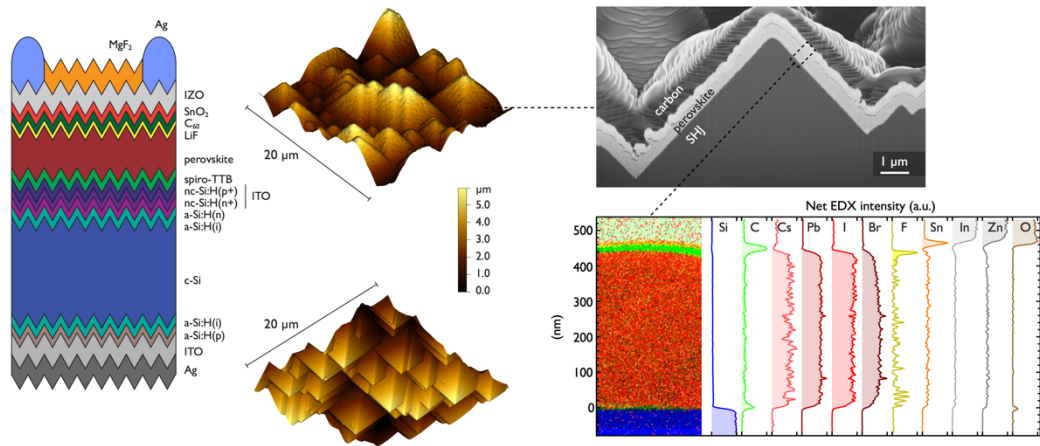 Ag
MgF₂
IZO
SnO₂
C₆₀
LiF
perovskite
spiro-TTB
nc-Si:H(p+)
nc-Si:H(n+)
ITO
a-Si:H(n)
a-Si:H(i)
c-Si
a-Si:H(i)
a-Si:H(p)
ITO
Ag
20 µm
µm
5.0
4.0
3.0
2.0
1.0
0.0
20 µm
carbon
perovskite
SHJ
1 µm
Net EDX intensity (a.u.)
Si C Cs Pb I Br F Sn In Zn O
500
400
300
200
100
0
(nm)